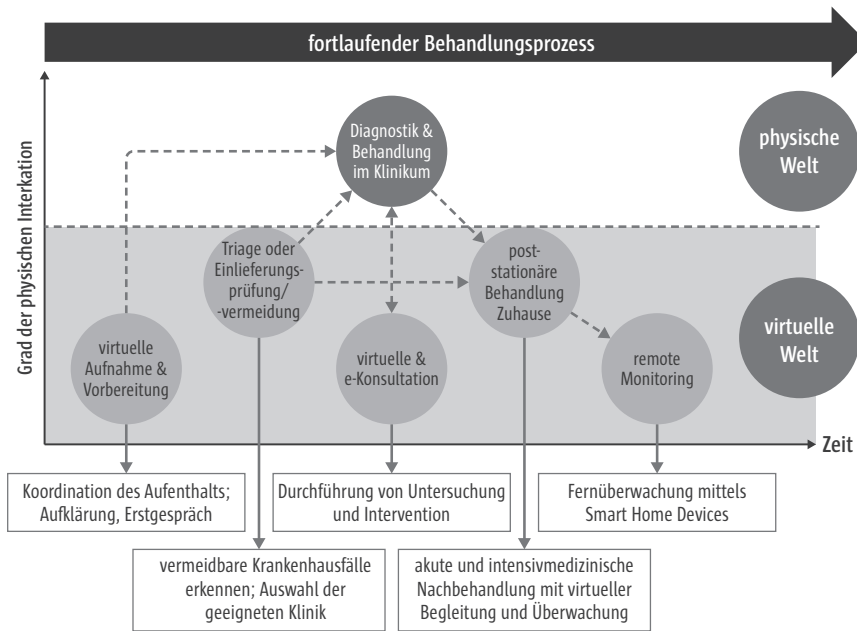 fortlaufender Behandlungsprozess
Grad der physischen Interkation
Diagnostik &
Behandlung
im Klinikum
physische
Welt
Triage oder
Einlieferungs-
prüfung/
-vermeidung
post-
stationäre
Behandlung
Zuhause
virtuelle
Aufnahme &
Vorbereitung
virtuelle &
e-Konsultation
remote
Monitoring
virtuelle
Welt
Zeit
Koordination des Aufenthalts;
Aufklärung, Erstgespräch
Durchführung von Untersuchung
und Intervention
Fernüberwachung mittels
Smart Home Devices
vermeidbare Krankenhausfälle
erkennen; Auswahl der
geeigneten Klinik
akute und intensivmedizinische
Nachbehandlung mit virtueller
Begleitung und Überwachung